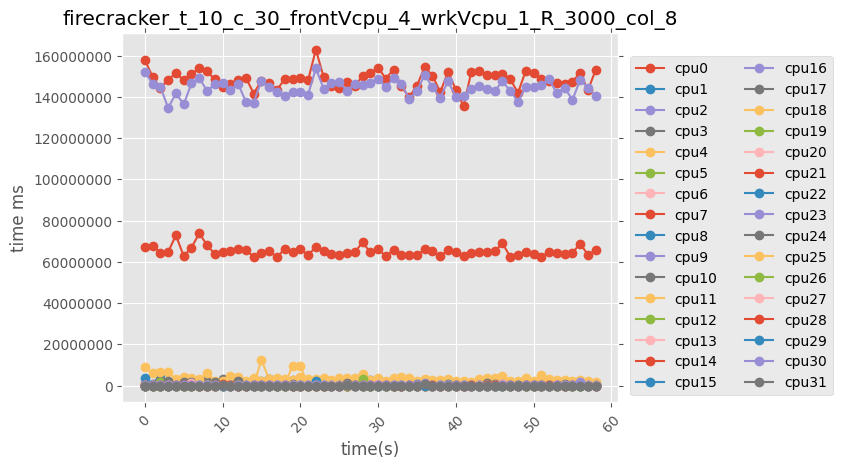 firecracker_t_10_c_30_frontVcpu_4_wrkVcpu_1_R_3000_col_8
160000000
140000000
120000000
100000000
80000000
60000000
40000000
20000000
0
time ms
0
10
20
30
40
50
60
time(s)
cpu0
cpu1
cpu2
cpu3
cpu4
cpu5
cpu6
cpu7
cpu8
cpu9
cpu10
cpu11
cpu12
cpu13
cpu14
cpu15
cpu16
cpu17
cpu18
cpu19
cpu20
cpu21
cpu22
cpu23
cpu24
cpu25
cpu26
cpu27
cpu28
cpu29
cpu30
cpu31